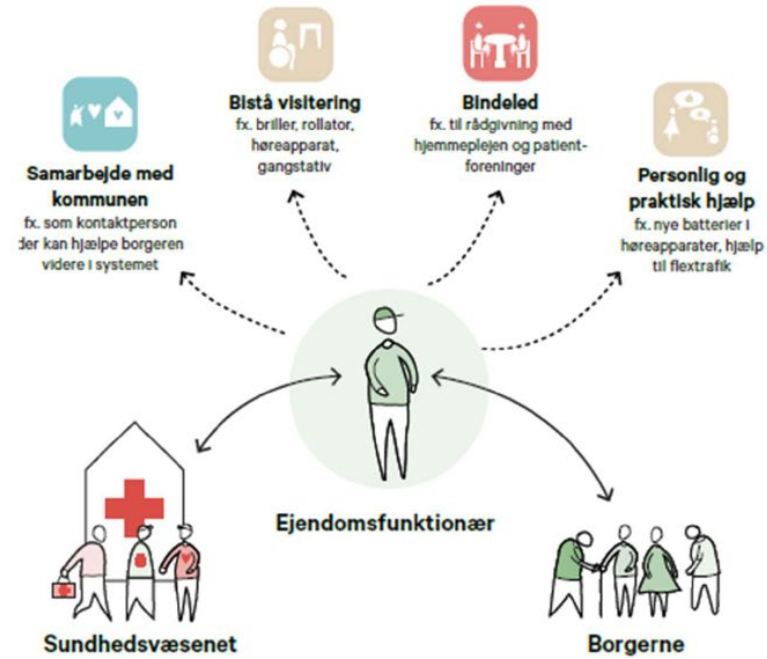 Bistå visitering
fx. briller, rollator,
høreapparat,
gangstativ
Bindeled
fx. til rådgivning med
hjemmeplejen og patient-
foreninger
Samarbejde med
kommunen
fx. som kontaktperson
der kan hjælpe borgeren
videre i systemet
Personlig og
praktisk hjælp
fx. nye batterier i
høreapparater, hjælp
til flextrafik
Ejendomsfunktionær
Sundhedsvæsenet
Borgerne